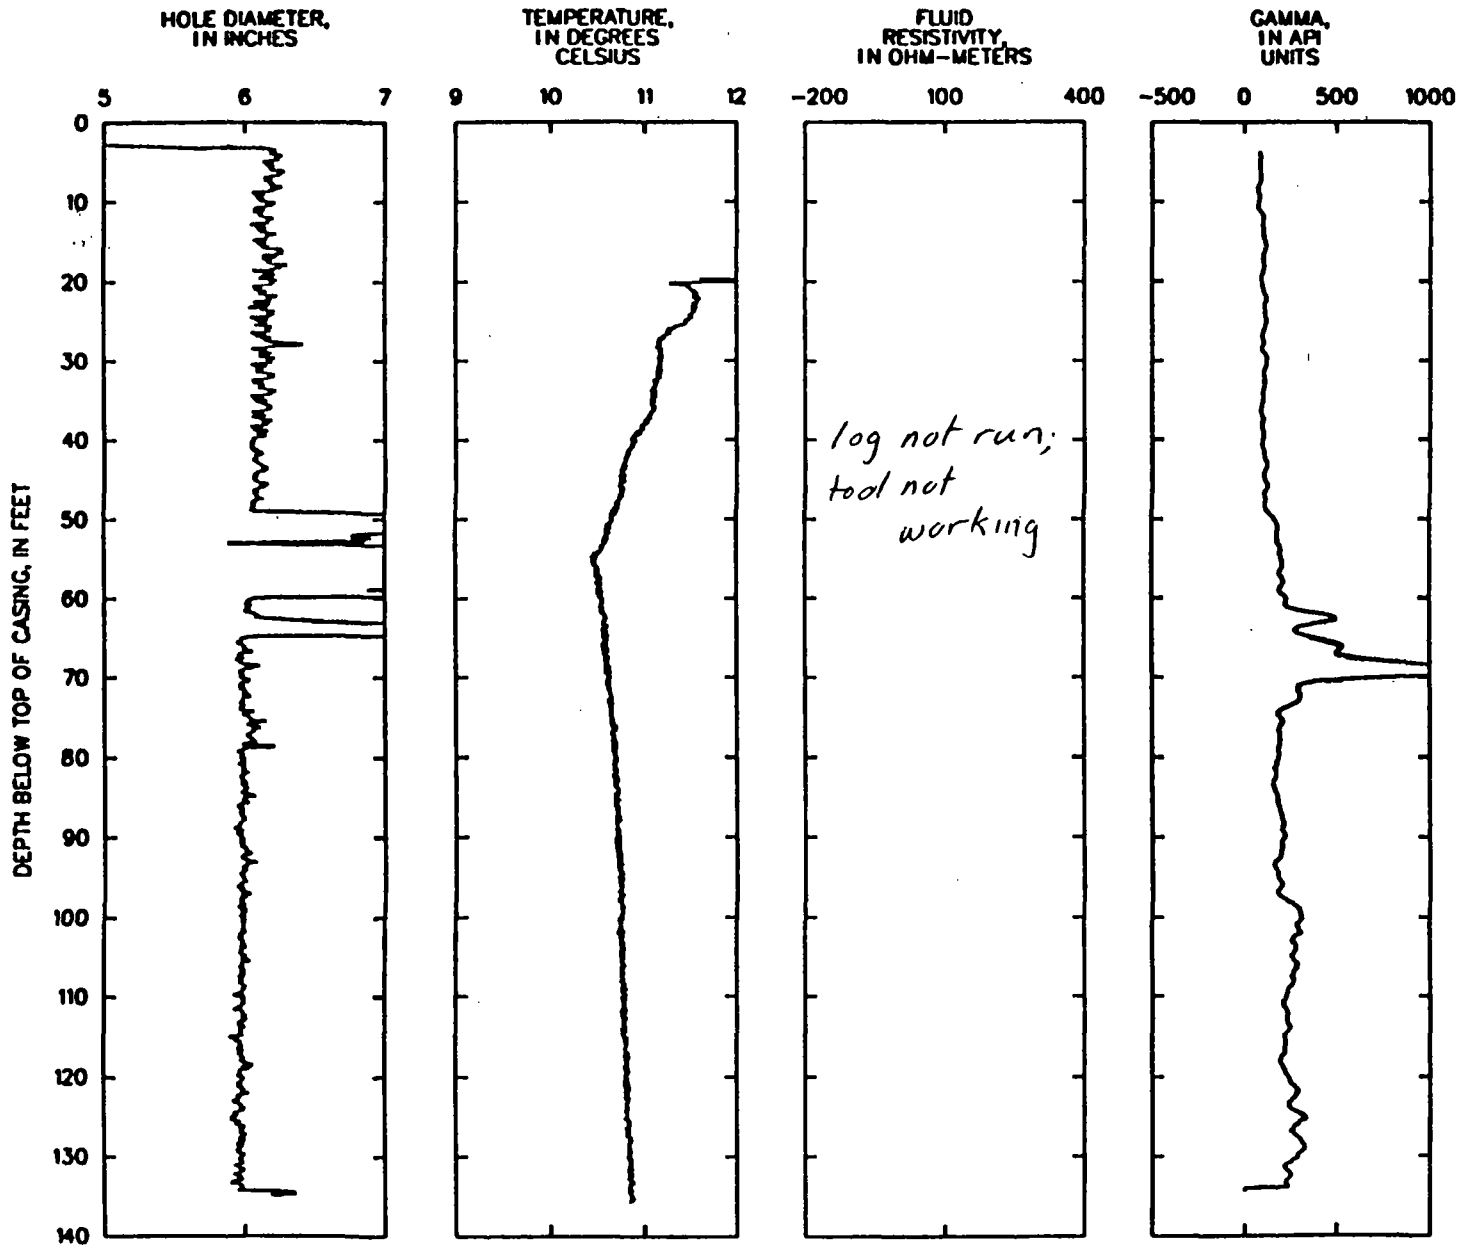 HOLE DIAMETER,
IN INCHES
TEMPERATURE,
IN DEGREES
CELSIUS
FLUID
RESISTIVITY,
IN OHM-METERS
GAMMA,
IN API
UNITS
5 6 7
9 10 11 12
-200 100 400
-500 0 500 1000
DEPTH BELOW TOP OF CASING, IN FEET
0
10
20
30
40
50
60
70
80
90
100
110
120
130
140
log not run;
tool not
working